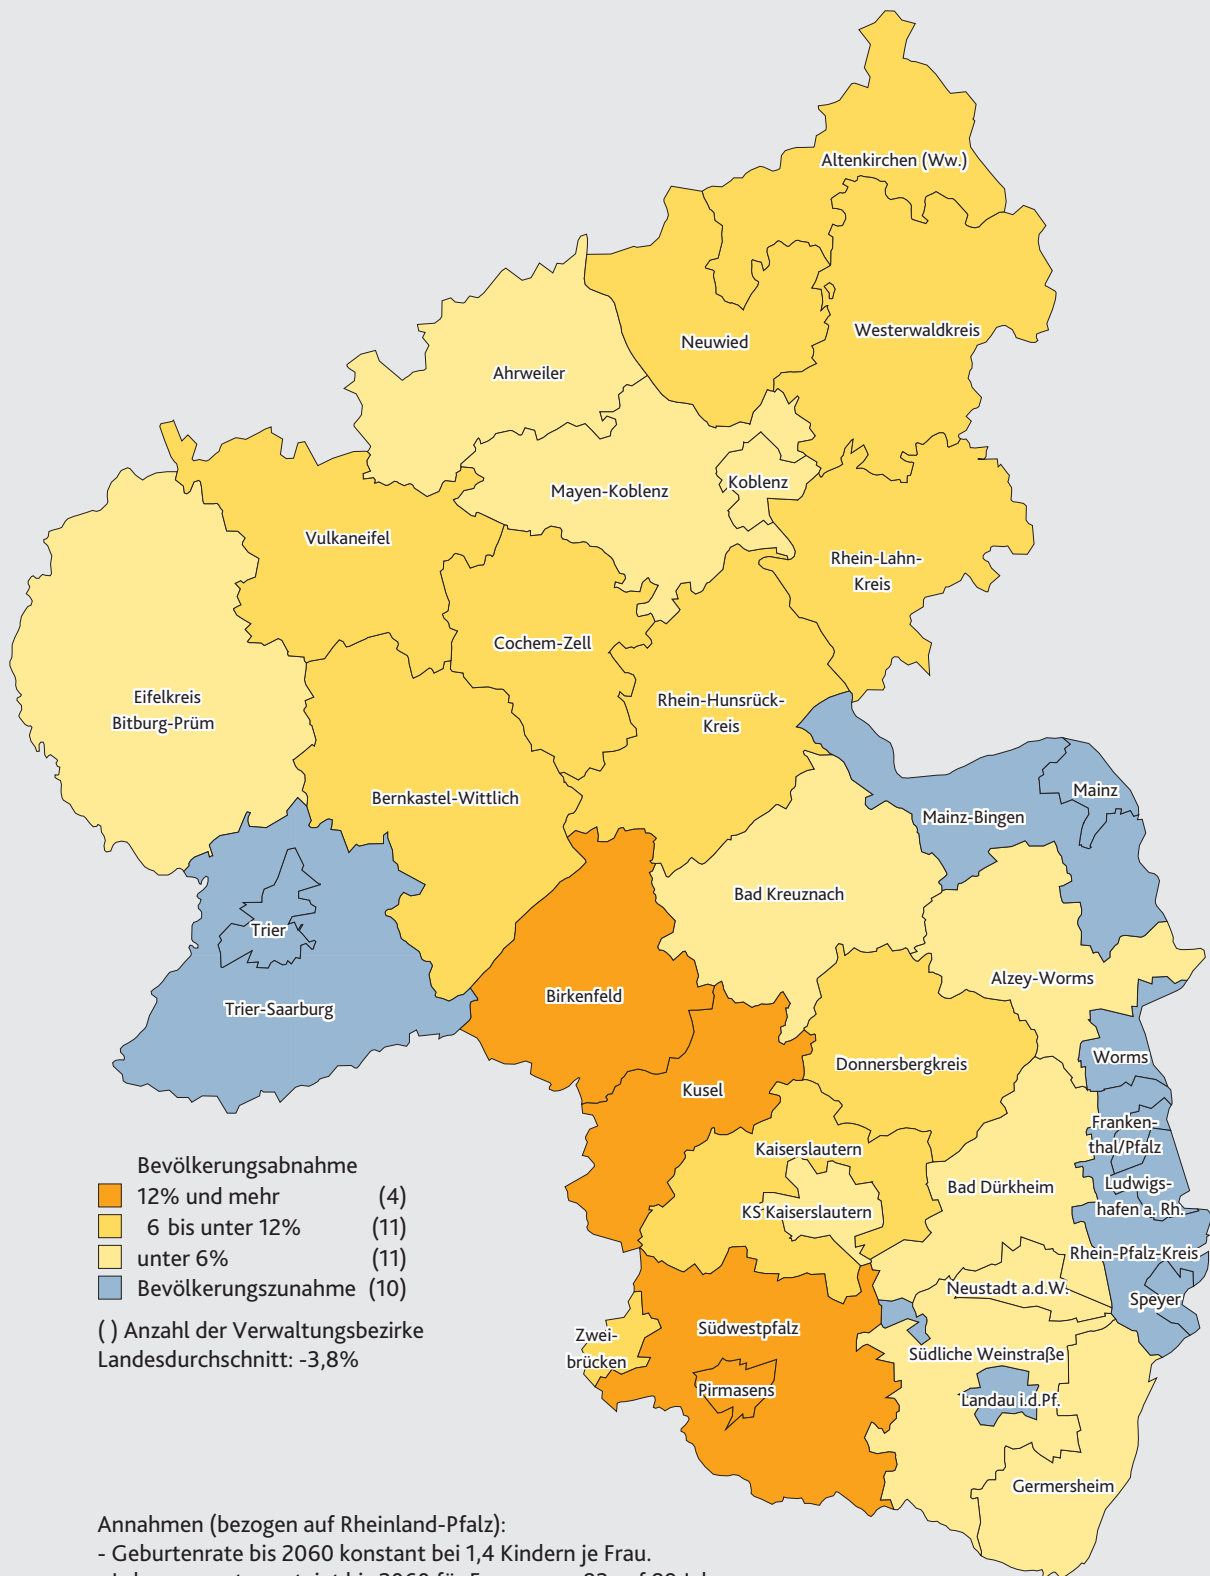 Altenkirchen (Ww.)
Westerwaldkreis
Neuwied
Ahrweiler
Koblenz
Mayen-Koblenz
Vulkaneifel
Rhein-Lahn-
Kreis
Cochem-Zell
Eifelkreis
Bitburg-Prüm
Rhein-Hunsrück-
Kreis
Mainz
Bernkastel-Wittlich
Mainz-Bingen
Bad Kreuznach
Trier
Alzey-Worms
Birkenfeld
Trier-Saarburg
Worms
Donnersbergkreis
Kusel
Franken-
thal/Pfalz
Kaiserslautern
Ludwigs-
hafen a. Rh.
Bad Dürkheim
KS Kaiserslautern
Rhein-Pfalz-Kreis
Neustadt a.d.W.
Speyer
Südwestpfalz
Zwei-
brücken
Südliche Weinstraße
Pirmasens
Landau i.d.Pf.
Germersheim
Bevölkerungsabnahme
12% und mehr (4)
6 bis unter 12% (11)
unter 6% (11)
Bevölkerungszunahme (10)
( ) Anzahl der Verwaltungsbezirke
Landesdurchschnitt: -3,8%
Annahmen (bezogen auf Rheinland-Pfalz):
- Geburtenrate bis 2060 konstant bei 1,4 Kindern je Frau.